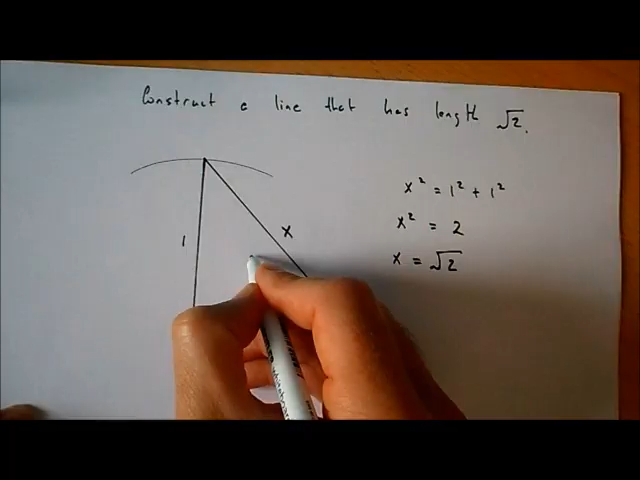 Construct a line that has length √2.
x² = 1² + 1²
x² = 2
x = √2
1
x